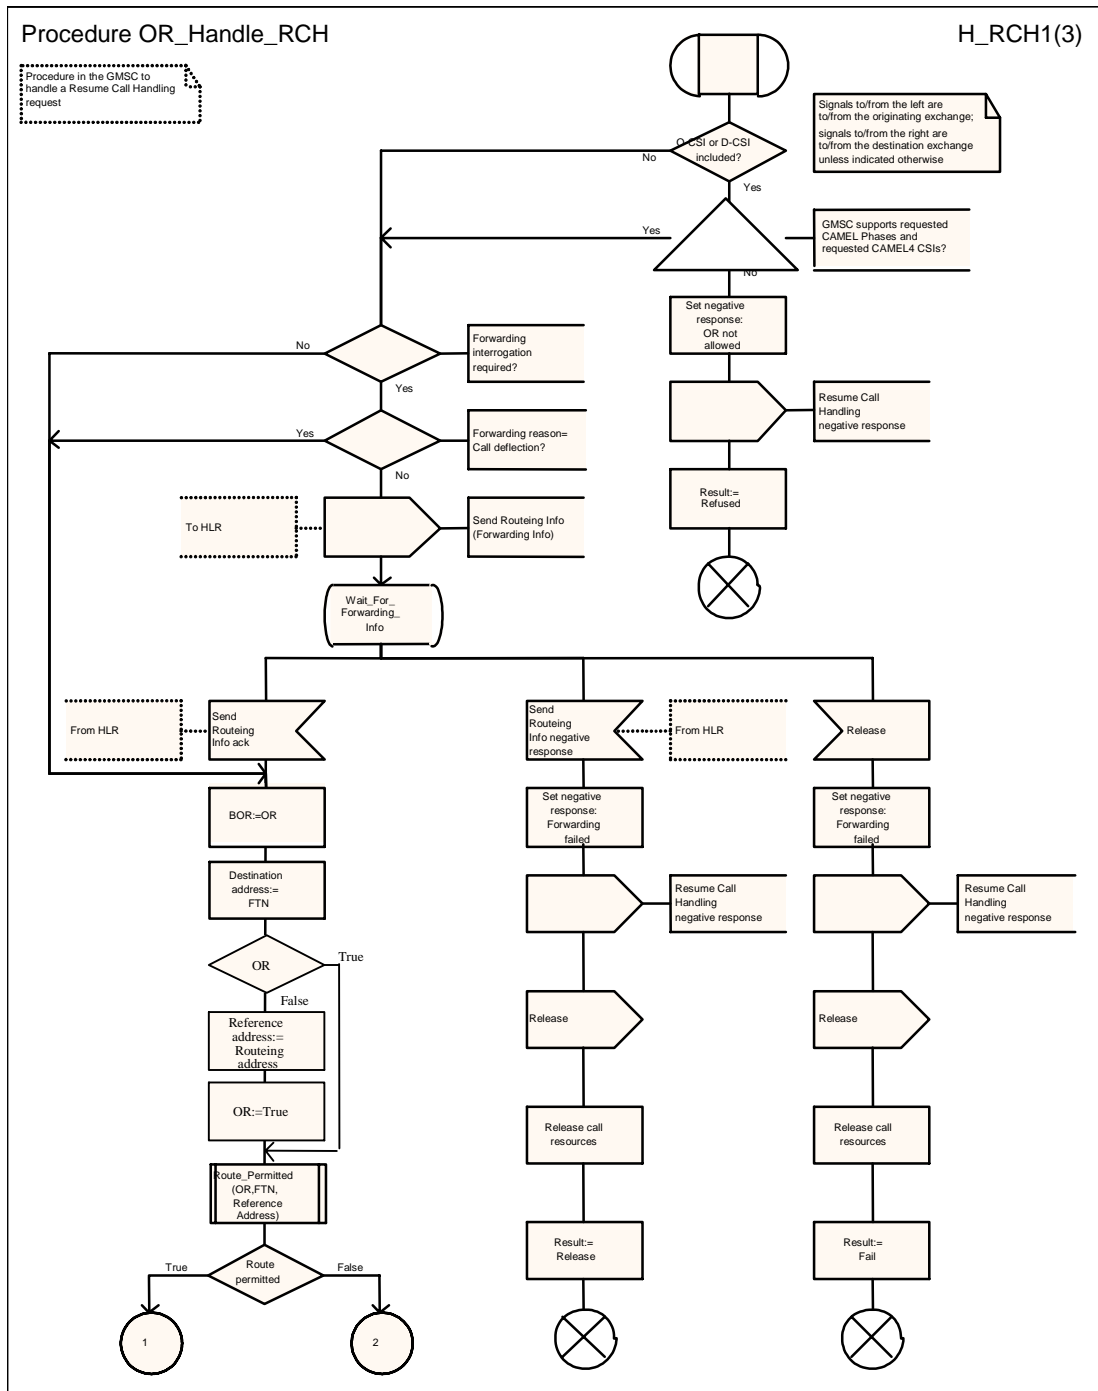 Procedure OR_Handle_RCH
H_RCH1(3)
Procedure in the GMSC to
handle a Resume Call Handling
request
Signals to/from the left are
to/from the originating exchange;
signals to/from the right are
to/from the destination exchange
unless indicated otherwise
O-CSI or D-CSI
included?
No
Yes
Yes
GMSC supports requested
CAMEL Phases and
requested CAMEL4 CSIs?
No
Set negative
response:
OR not
allowed
No
Forwarding
interrogation
required?
Yes
Resume Call
Handling
negative response
Yes
Forwarding reason=
Call deflection?
No
Result:=
Refused
To HLR
Send Routeing Info
(Forwarding Info)
Wait_For_
Forwarding_
Info
From HLR
Send
Routeing
Info ack
Send
Routeing
Info negative
response
From HLR
Release
BOR:=OR
Set negative
response:
Forwarding
failed
Set negative
response:
Forwarding
failed
Destination
address:=
FTN
Resume Call
Handling
negative response
Resume Call
Handling
negative response
OR
True
False
Reference
address:=
Routeing
address
Release
Release
OR:=True
Release call
resources
Release call
resources
Route_Permitted
(OR,FTN,
Reference
Address)
Result:=
Release
Result:=
Fail
True
Route
permitted
False
1
2